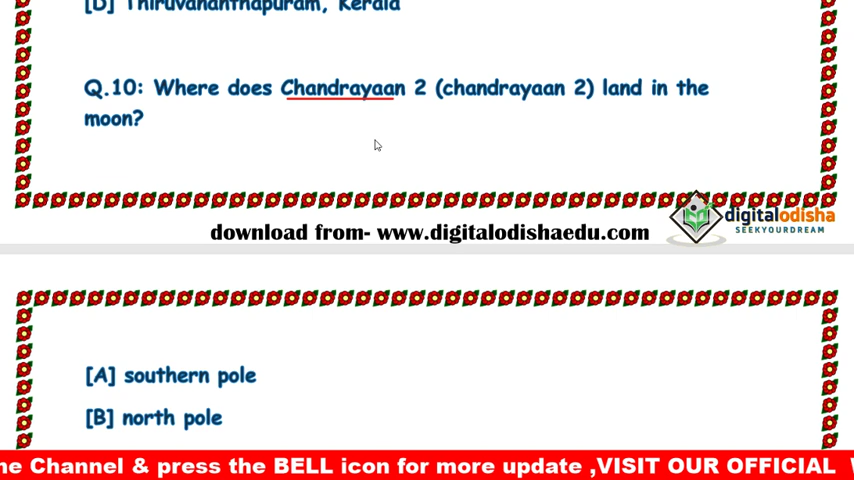 [D] Thiruvananthapuram, Kerala
Q.10: Where does Chandrayaan 2 (chandrayaan 2) land in the
moon?
digitalodisha
SEEKYOURDREAM
download from- www.digitalodishaedu.com
[A] southern pole
[B] north pole
he Channel & press the BELL icon for more update ,VISIT OUR OFFICIAL